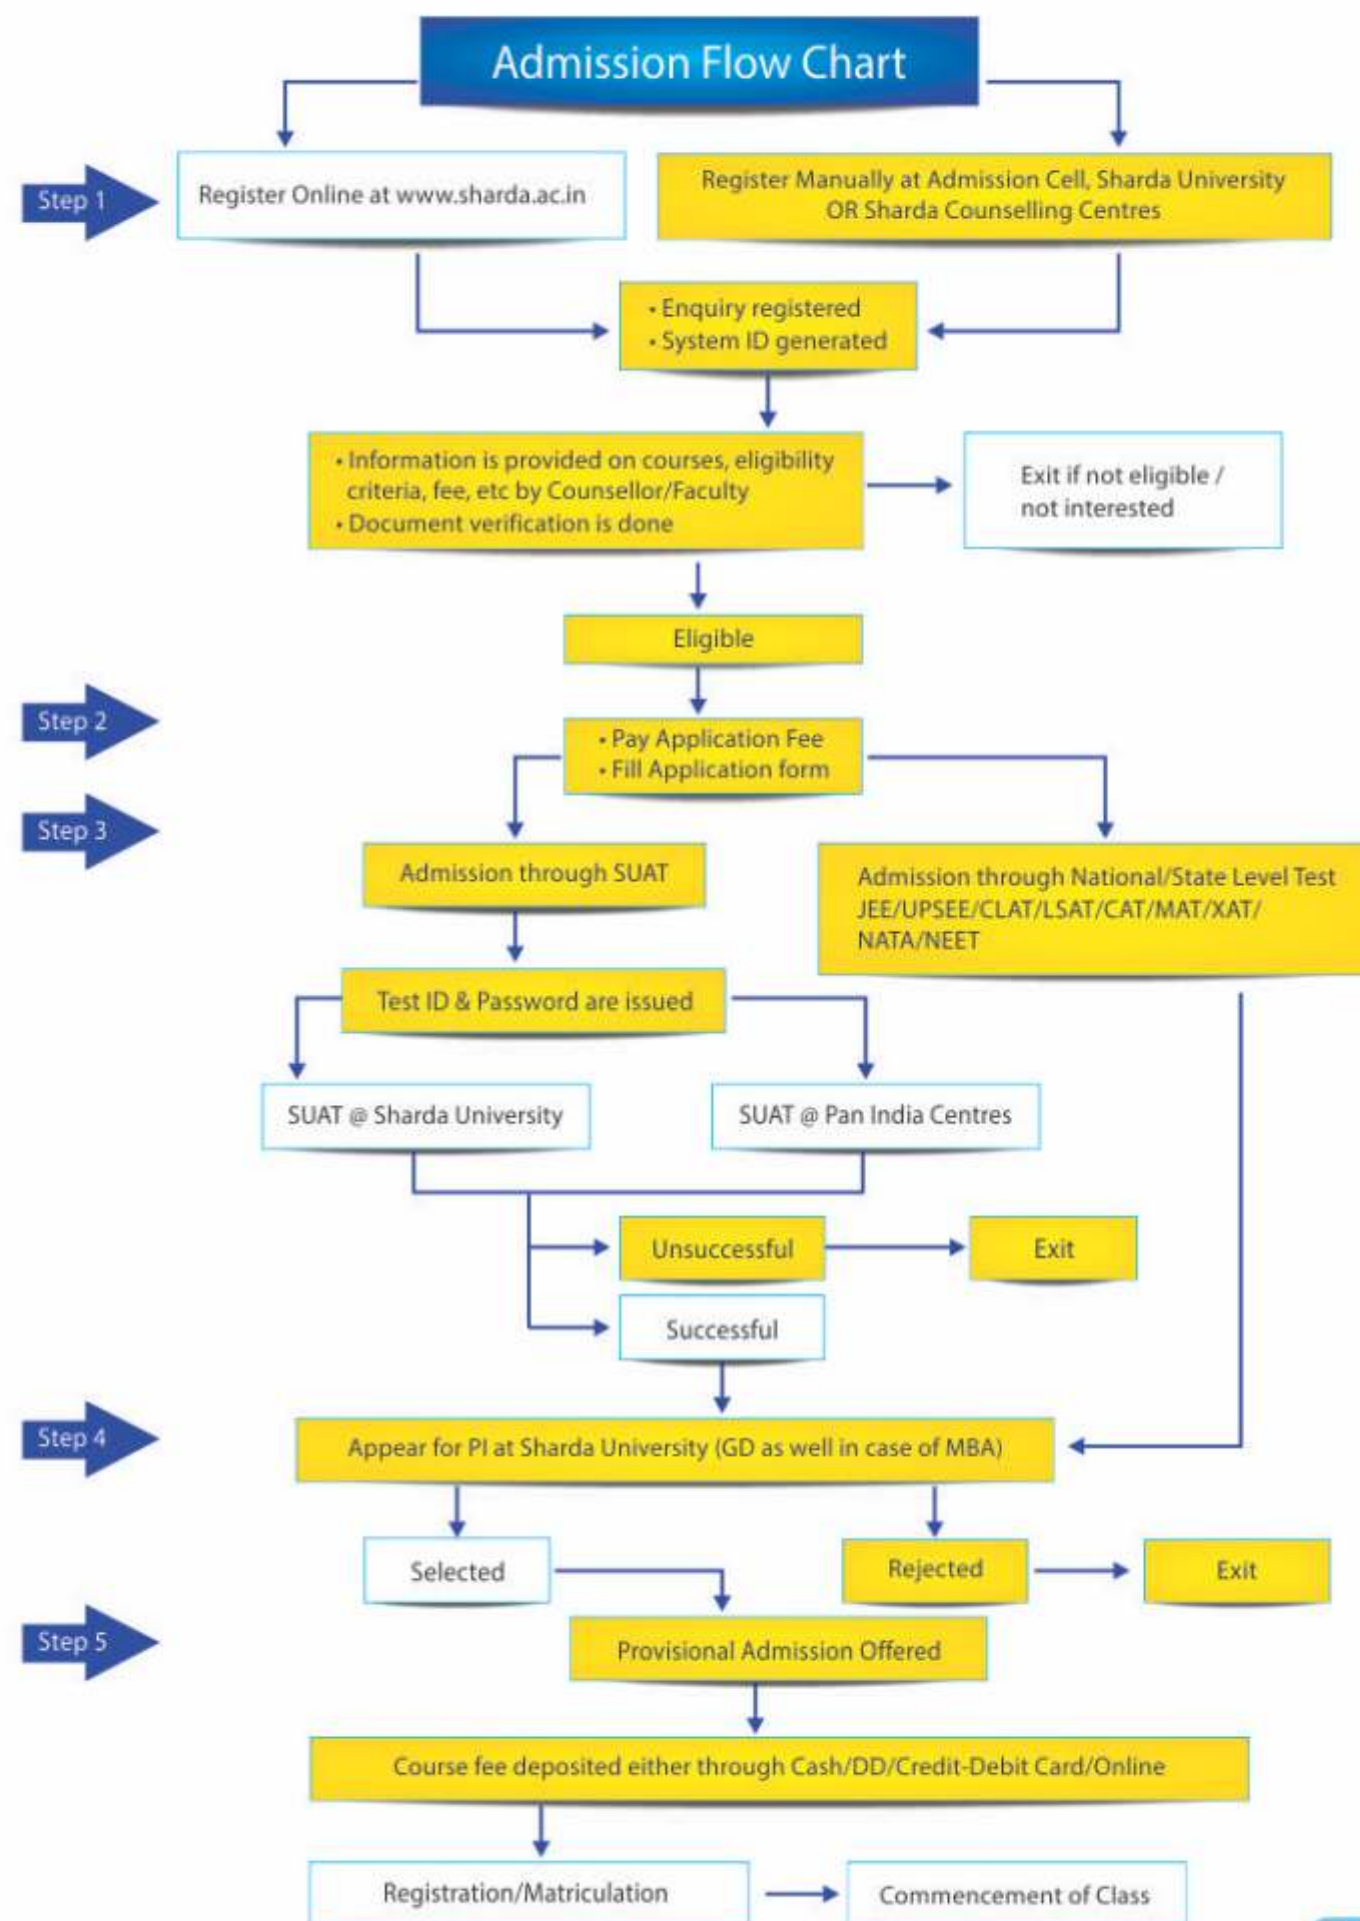 Admission Flow Chart
Step 1
Register Online at www.sharda.ac.in
Register Manually at Admission Cell, Sharda University
OR Sharda Counselling Centres
• Enquiry registered
• System ID generated
• Information is provided on courses, eligibility
criteria, fee, etc by Counsellor/Faculty
• Document verification is done
Exit if not eligible /
not interested
Eligible
Step 2
• Pay Application Fee
• Fill Application form
Step 3
Admission through SUAT
Admission through National/State Level Test
JEE/UPSEE/CLAT/LSAT/CAT/MAT/XAT/
NATA/NEET
Test ID & Password are issued
SUAT @ Sharda University
SUAT @ Pan India Centres
Unsuccessful
Exit
Successful
Step 4
Appear for PI at Sharda University (GD as well in case of MBA)
Selected
Rejected
Exit
Step 5
Provisional Admission Offered
Course fee deposited either through Cash/DD/Credit-Debit Card/Online
Registration/Matriculation
Commencement of Class